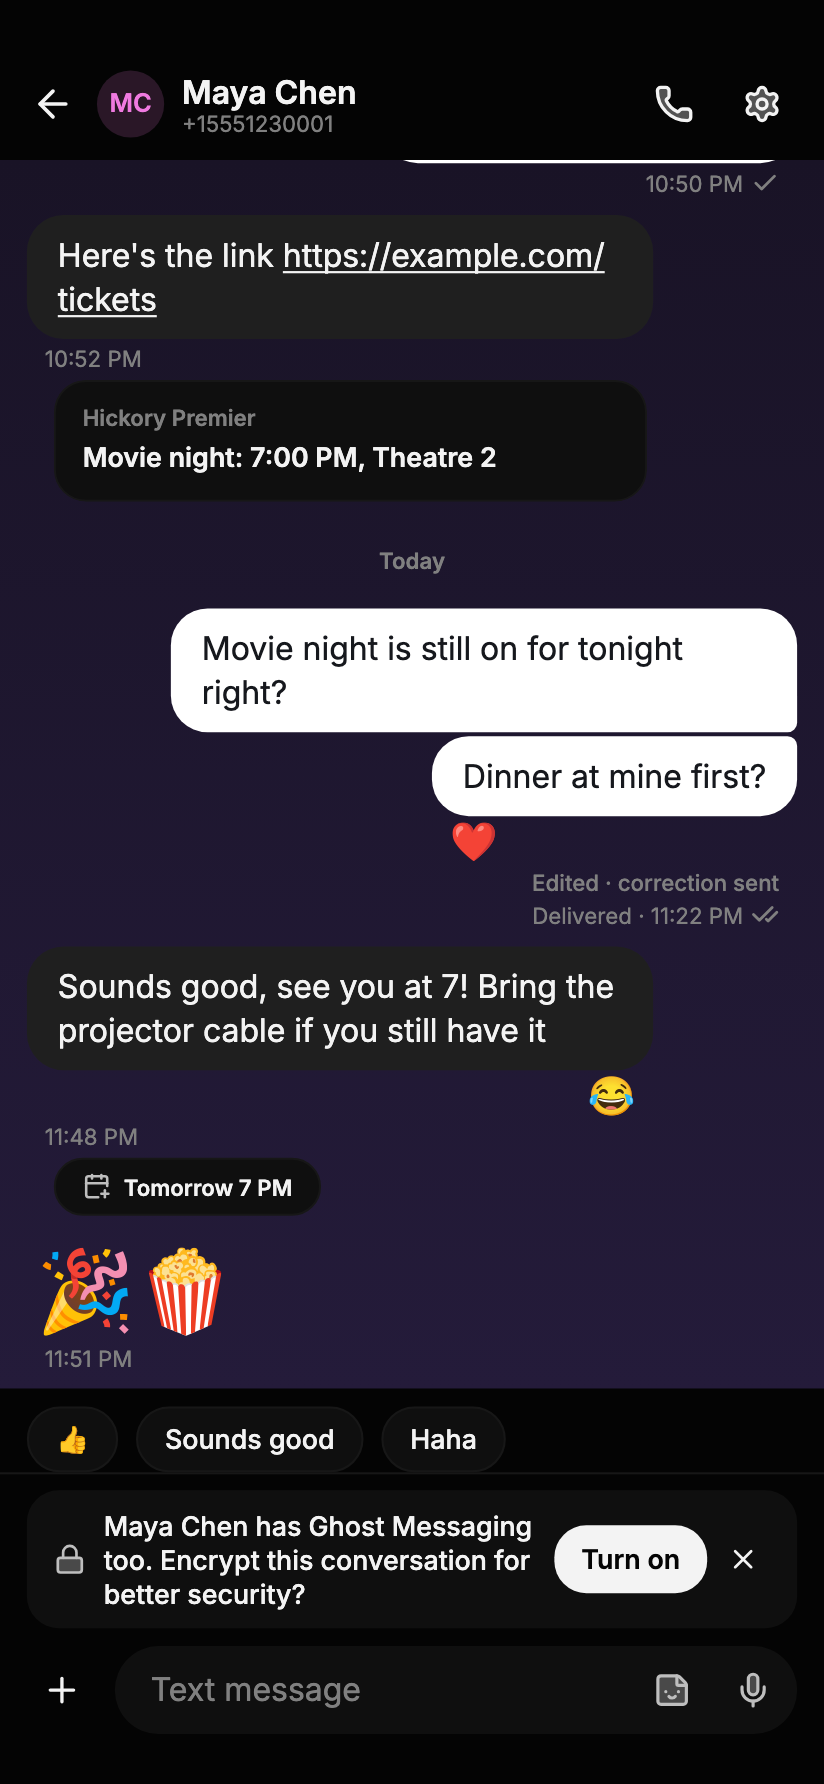 MC
Maya Chen
+15551230001
10:50 PM
Here's the link https://example.com/
tickets
10:52 PM
Hickory Premier
Movie night: 7:00 PM, Theatre 2
Today
Movie night is still on for tonight
right?
Dinner at mine first?
Edited · correction sent
Delivered · 11:22 PM
Sounds good, see you at 7! Bring the
projector cable if you still have it
11:48 PM
Tomorrow 7 PM
11:51 PM
Sounds good
Haha
Maya Chen has Ghost Messaging
too. Encrypt this conversation for
better security?
Turn on
Text message